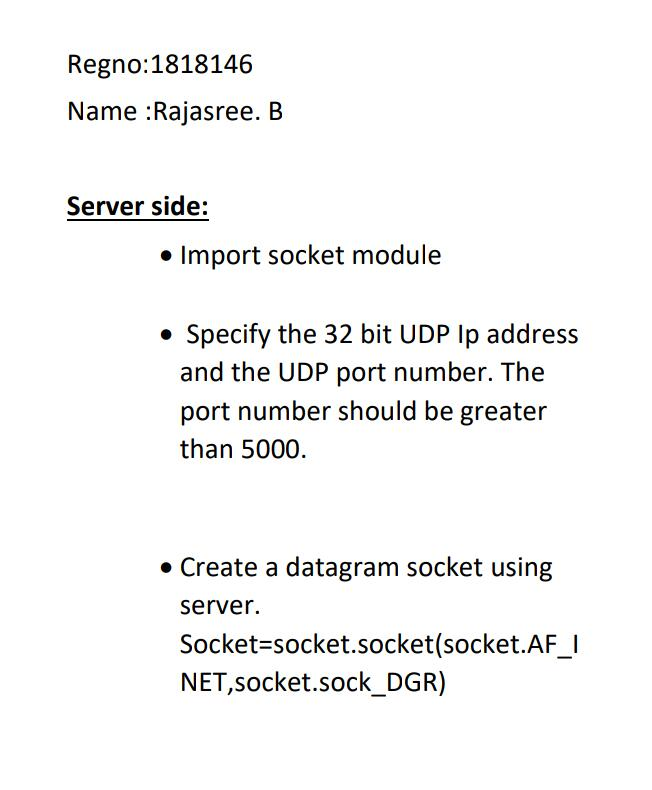 Regno:1818146
Name :Rajasree. B
Server side:
• Import socket module
• Specify the 32 bit UDP Ip address
and the UDP port number. The
port number should be greater
than 5000.
• Create a datagram socket using
server.
Socket=socket.socket(socket.AF_I
NET,socket.sock_DGR)